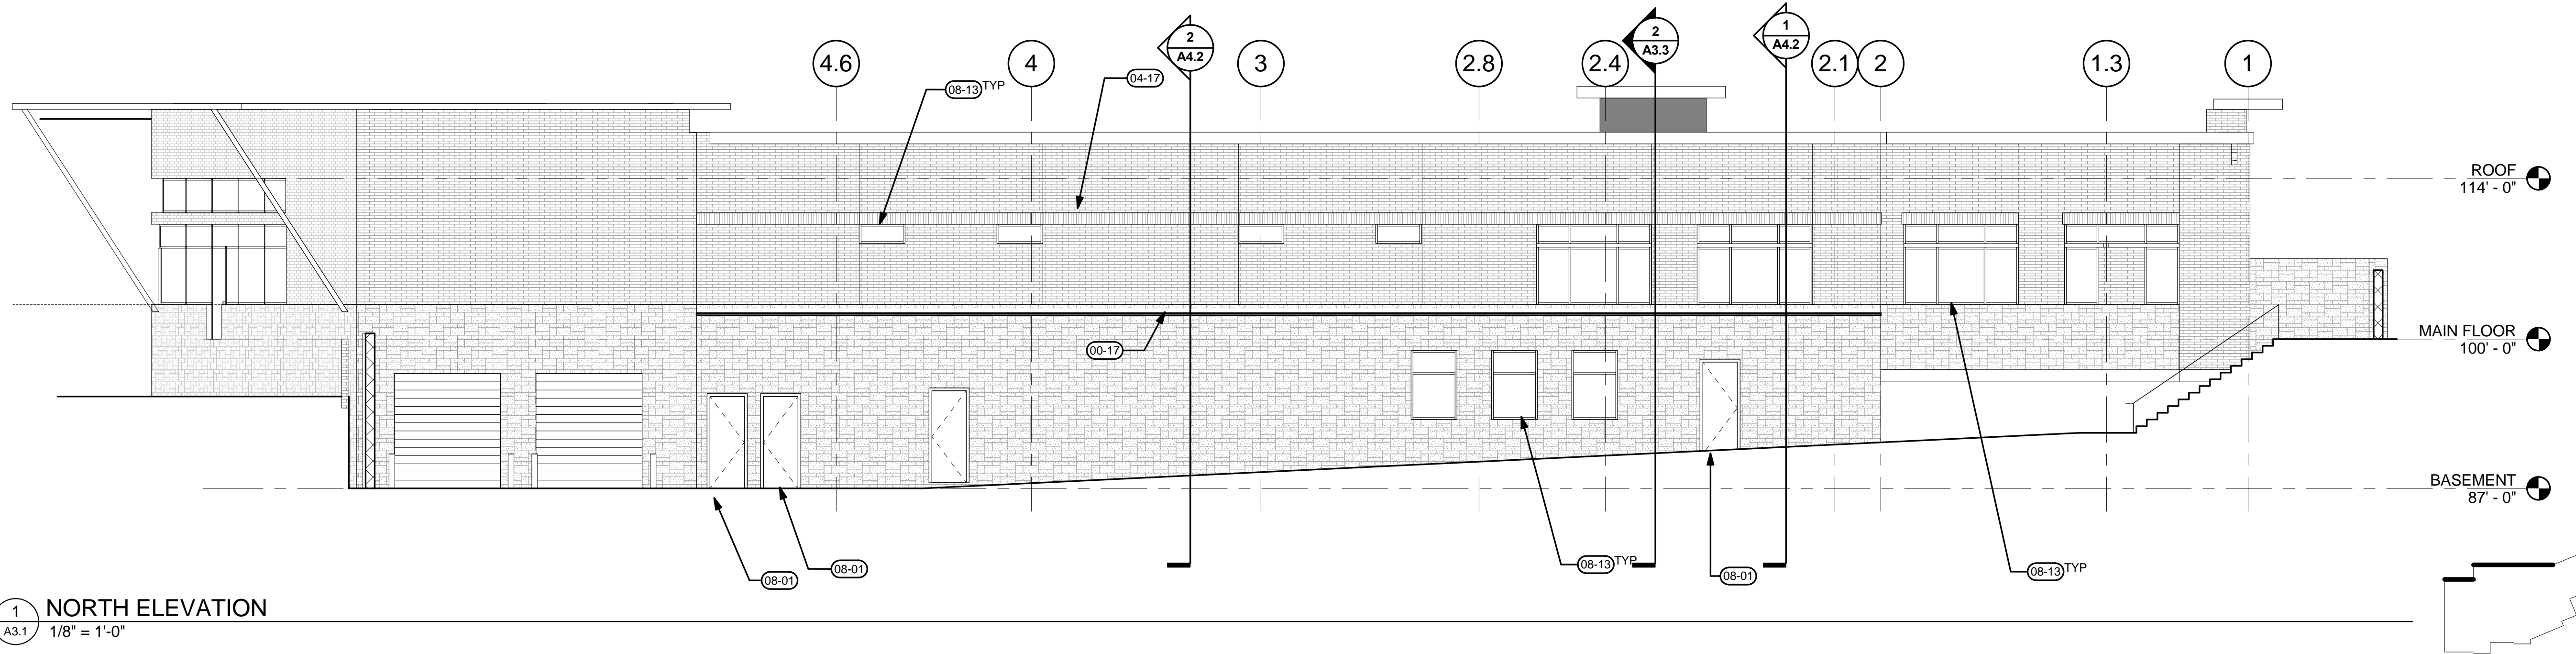 2
A4.2
2
A3.3
1
A4.2
4.6
4
3
2.8
2.4
2.1
2
1.3
1
08-13 TYP
04-17
ROOF
114' - 0"
00-17
MAIN FLOOR
100' - 0"
BASEMENT
87' - 0"
08-01
08-01
08-13 TYP
08-01
08-13 TYP
1
A3.1
NORTH ELEVATION
1/8" = 1'-0"